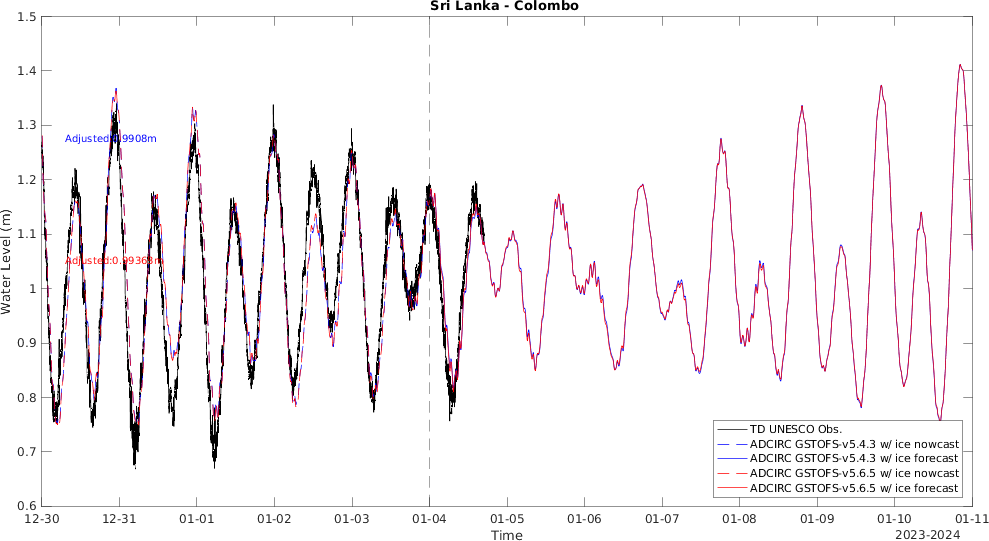 Sri Lanka - Colombo
1.5
1.4
1.3
1.2
1.1
1
0.9
0.8
0.7
0.6
Water Level (m)
Adjusted:0.9908m
Adjusted:0.99363m
12-30
12-31
01-01
01-02
01-03
01-04
01-05
01-06
01-07
01-08
01-09
01-10
01-11
Time
2023-2024
TD UNESCO Obs.
ADCIRC GSTOFS-v5.4.3 w/ ice nowcast
ADCIRC GSTOFS-v5.4.3 w/ ice forecast
ADCIRC GSTOFS-v5.6.5 w/ ice nowcast
ADCIRC GSTOFS-v5.6.5 w/ ice forecast